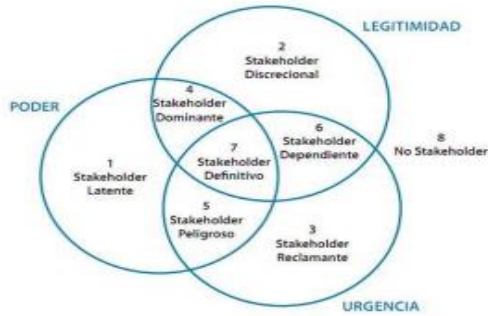 LEGITIMIDAD
2
Stakeholder
Discrecional
PODER
4
Stakeholder
Dominante
6
Stakeholder
Dependiente
8
No Stakeholder
1
Stakeholder
Latente
7
Stakeholder
Definitivo
5
Stakeholder
Peligroso
3
Stakeholder
Reclamante
URGENCIA